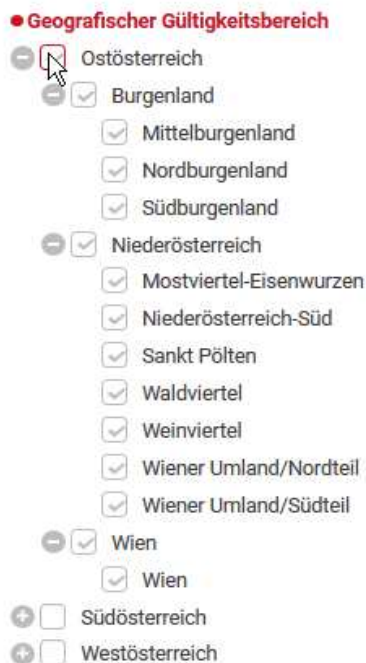 Geografischer Gültigkeitsbereich
Ostösterreich
Burgenland
Mittelburgenland
Nordburgenland
Südburgenland
Niederösterreich
Mostviertel-Eisenwurzen
Niederösterreich-Süd
Sankt Pölten
Waldviertel
Weinviertel
Wiener Umland/Nordteil
Wiener Umland/Südteil
Wien
Wien
Südösterreich
Westösterreich